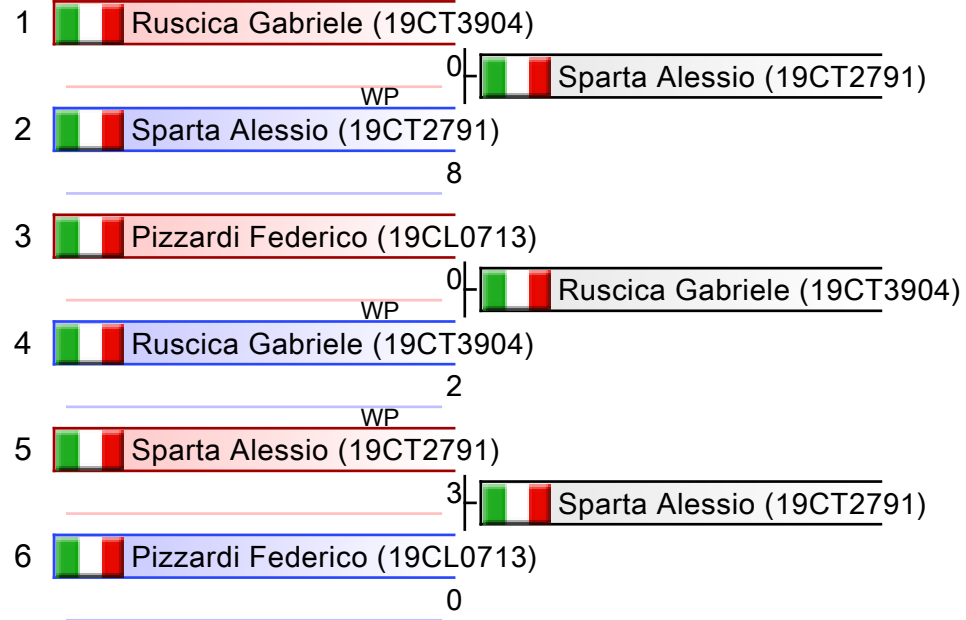 1 Ruscica Gabriele (19CT3904)
0 Sparta Alessio (19CT2791)
WP
2 Sparta Alessio (19CT2791)
8
3 Pizzardi Federico (19CL0713)
0 Ruscica Gabriele (19CT3904)
WP
4 Ruscica Gabriele (19CT3904)
2
WP
5 Sparta Alessio (19CT2791)
3 Sparta Alessio (19CT2791)
6 Pizzardi Federico (19CL0713)
0